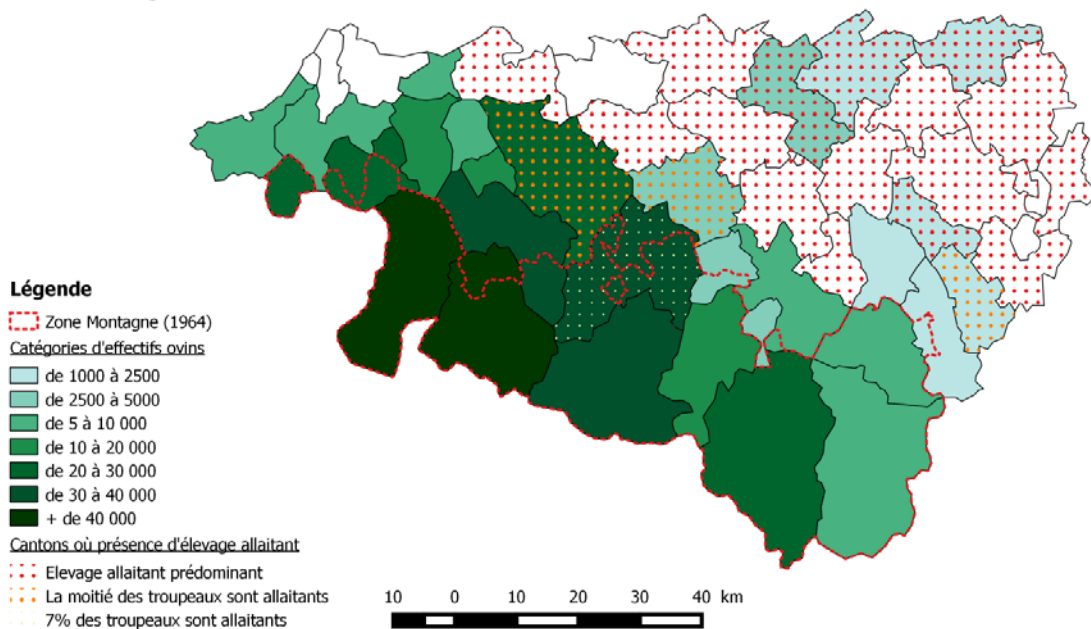 Légende
Zone Montagne (1964)
Catégories d'effectifs ovins
de 1000 à 2500
de 2500 à 5000
de 5 à 10 000
de 10 à 20 000
de 20 à 30 000
de 30 à 40 000
+ de 40 000
Cantons où présence d'élevage allaitant
Elevage allaitant prédominant
La moitié des troupeaux sont allaitants
7% des troupeaux sont allaitants
10 0 10 20 30 40 km